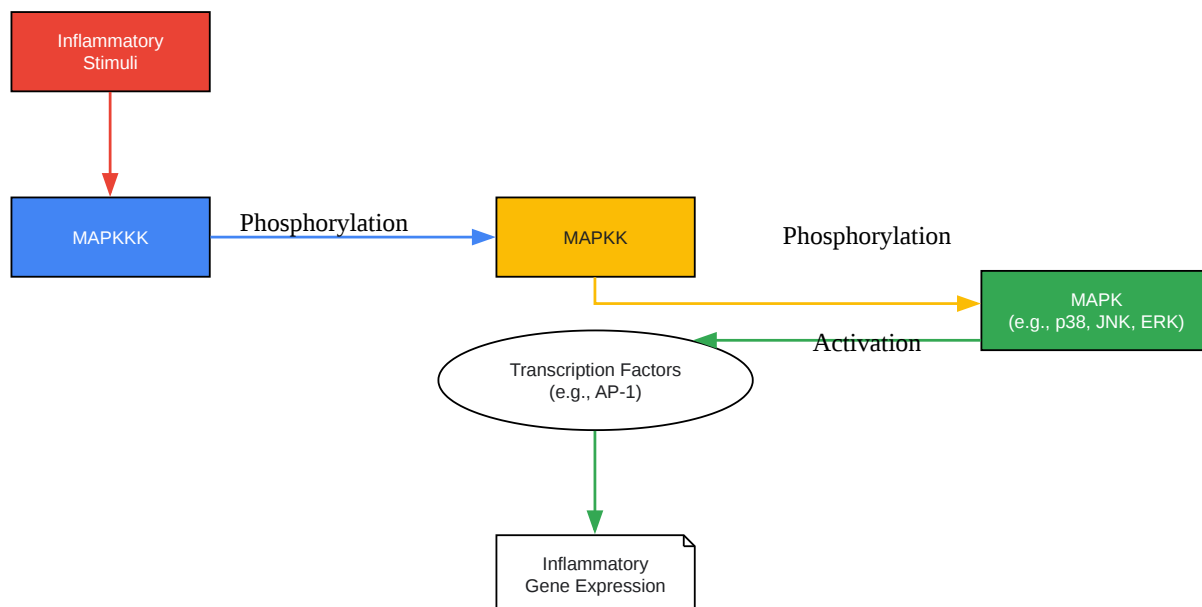 Inflammatory
Stimuli
MAPKKK
Phosphorylation
MAPKK
Phosphorylation
MAPK
(e.g., p38, JNK, ERK)
Activation
Transcription Factors
(e.g., AP-1)
Inflammatory
Gene Expression